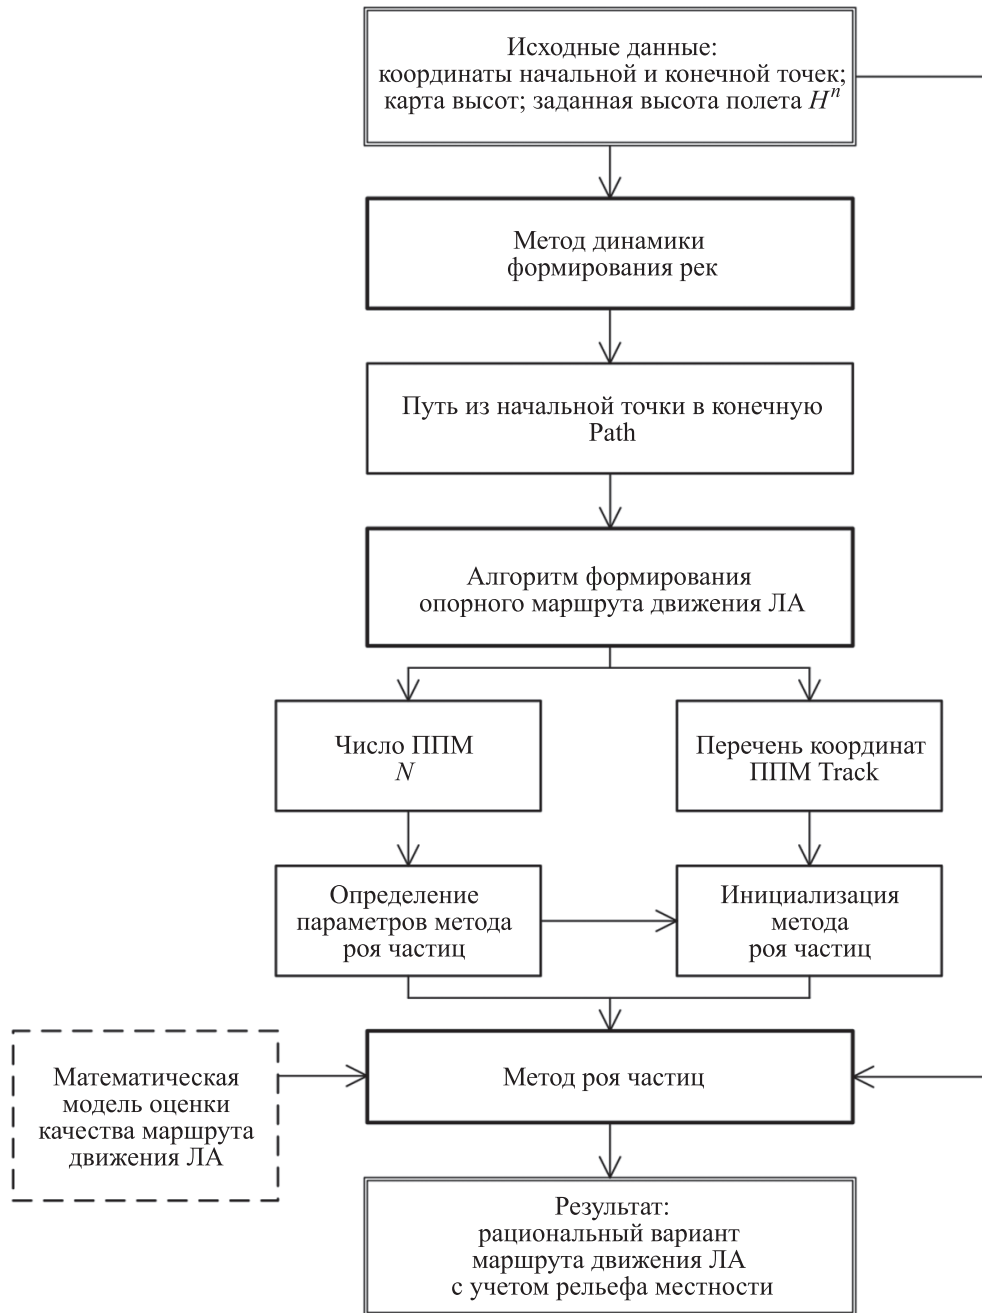 Исходные данные:
координаты начальной и конечной точек;
карта высот; заданная высота полета Hⁿ
Метод динамики
формирования рек
Путь из начальной точки в конечную
Path
Алгоритм формирования
опорного маршрута движения ЛА
Число ППМ
N
Перечень координат
ППМ Track
Определение
параметров метода
роя частиц
Инициализация
метода
роя частиц
Математическая
модель оценки
качества маршрута
движения ЛА
Метод роя частиц
Результат:
рациональный вариант
маршрута движения ЛА
с учетом рельефа местности